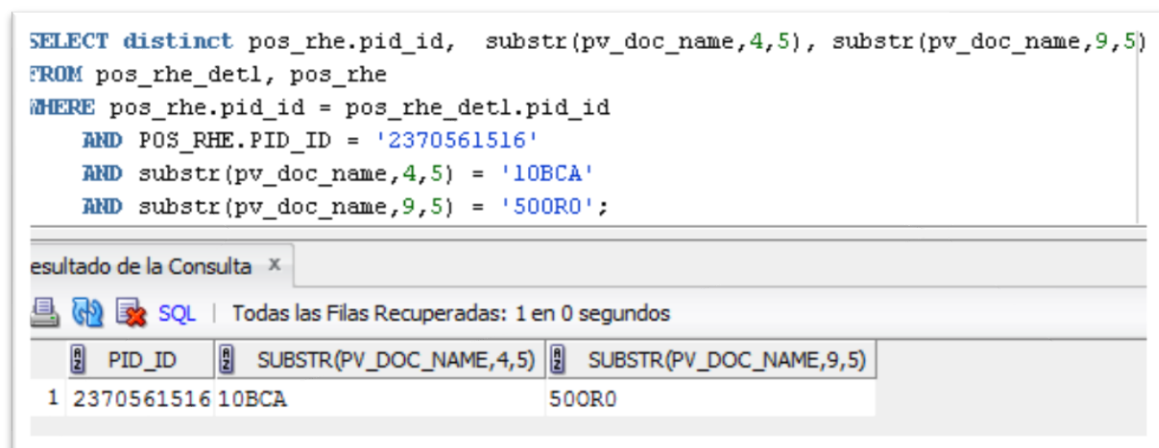 SELECT distinct pos_rhe.pid_id,  substr(pv_doc_name,4,5), substr(pv_doc_name,9,5)
FROM pos_rhe_detl, pos_rhe
WHERE pos_rhe.pid_id = pos_rhe_detl.pid_id
AND POS_RHE.PID_ID = '2370561516'
AND substr(pv_doc_name,4,5) = '10BCA'
AND substr(pv_doc_name,9,5) = '500R0';
esultado de la Consulta x
SQL | Todas las Filas Recuperadas: 1 en 0 segundos
PID_ID SUBSTR(PV_DOC_NAME,4,5) SUBSTR(PV_DOC_NAME,9,5)
1 2370561516 10BCA 500R0